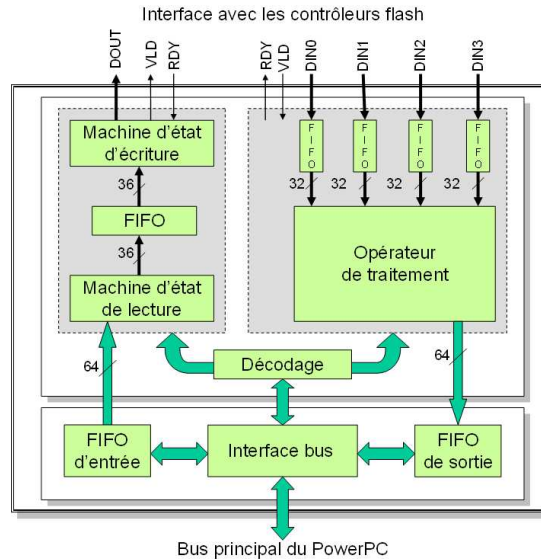 Interface avec les contrôleurs flash
DOUT
VLD
RDY
RDY
VLD
DIN0
DIN1
DIN2
DIN3
Machine d'état
d'écriture
36
FIFO
36
Machine d'état
de lecture
FIFO
FIFO
FIFO
FIFO
32
32
32
32
Opérateur
de traitement
64
Décodage
64
FIFO
d'entrée
Interface bus
FIFO
de sortie
Bus principal du PowerPC